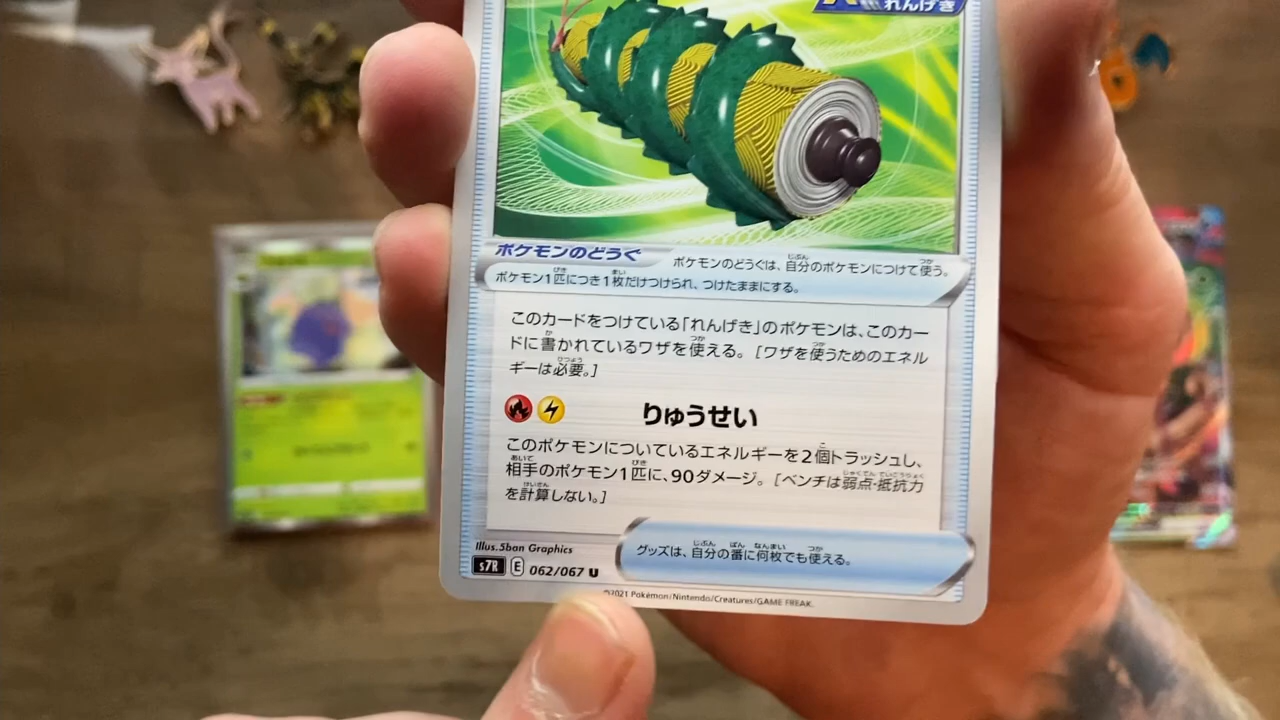 れんげき
ポケモンのどうぐ
ポケモンのどうぐは、自分のポケモンにつけて使う。
ポケモン1匹につき1枚だけつけられ、つけたままにする。
このカードをつけている「れんげき」のポケモンは、このカー
ドに書かれているワザを使える。［ワザを使うためのエネル
ギーは必要。］
りゅうせい
このポケモンについているエネルギーを2個トラッシュし、
相手のポケモン1匹に、90ダメージ。［ベンチは弱点・抵抗力
を計算しない。］
グッズは、自分の番に何枚でも使える。
Illus.5ban Graphics
s7R E 062/067 U
©2021 Pokémon/Nintendo/Creatures/GAME FREAK.